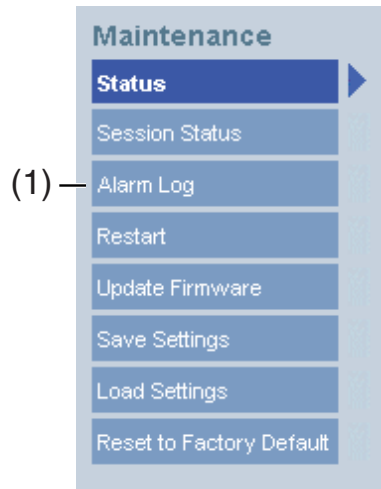 Maintenance
Status
Session Status
(1) Alarm Log
Restart
Update Firmware
Save Settings
Load Settings
Reset to Factory Default